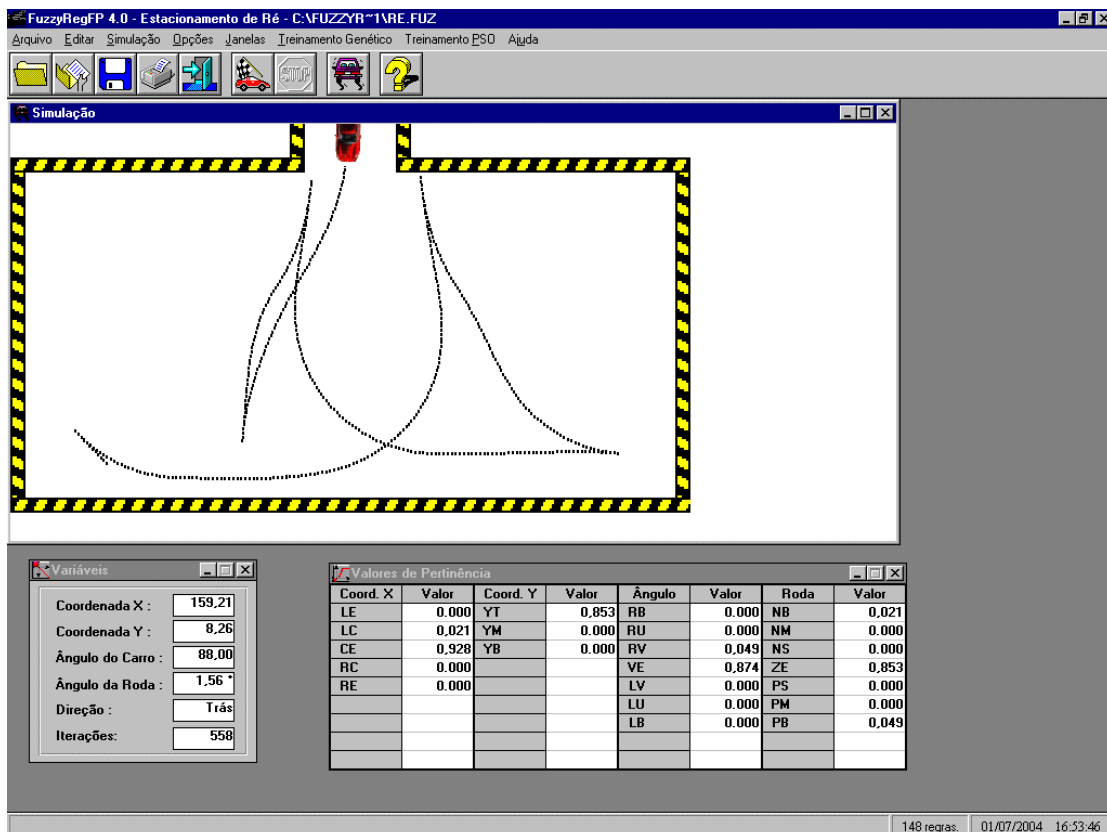 FuzzyRegFP 4.0 - Estacionamento de Ré - C:\FUZZYR~1\RE.FUZ
Arquivo Editar Simulação Opções Janelas Treinamento Genético Treinamento PSO Ajuda
STOP
Simulação
Variáveis
Coordenada X : 159,21
Coordenada Y : 8,26
Ângulo do Carro : 88,00
Ângulo da Roda : 1,56 *
Direção : Trás
Iterações: 558
Valores de Pertinência
Coord. X Valor Coord. Y Valor Ângulo Valor Roda Valor
LE 0.000 YT 0,853 RB 0.000 NB 0,021
LC 0,021 YM 0.000 RU 0.000 NM 0.000
CE 0,928 YB 0.000 RV 0,049 NS 0.000
RC 0.000 VE 0,874 ZE 0,853
RE 0.000 LV 0.000 PS 0.000
LU 0.000 PM 0.000
LB 0.000 PB 0,049
148 regras. 01/07/2004 16:53:46